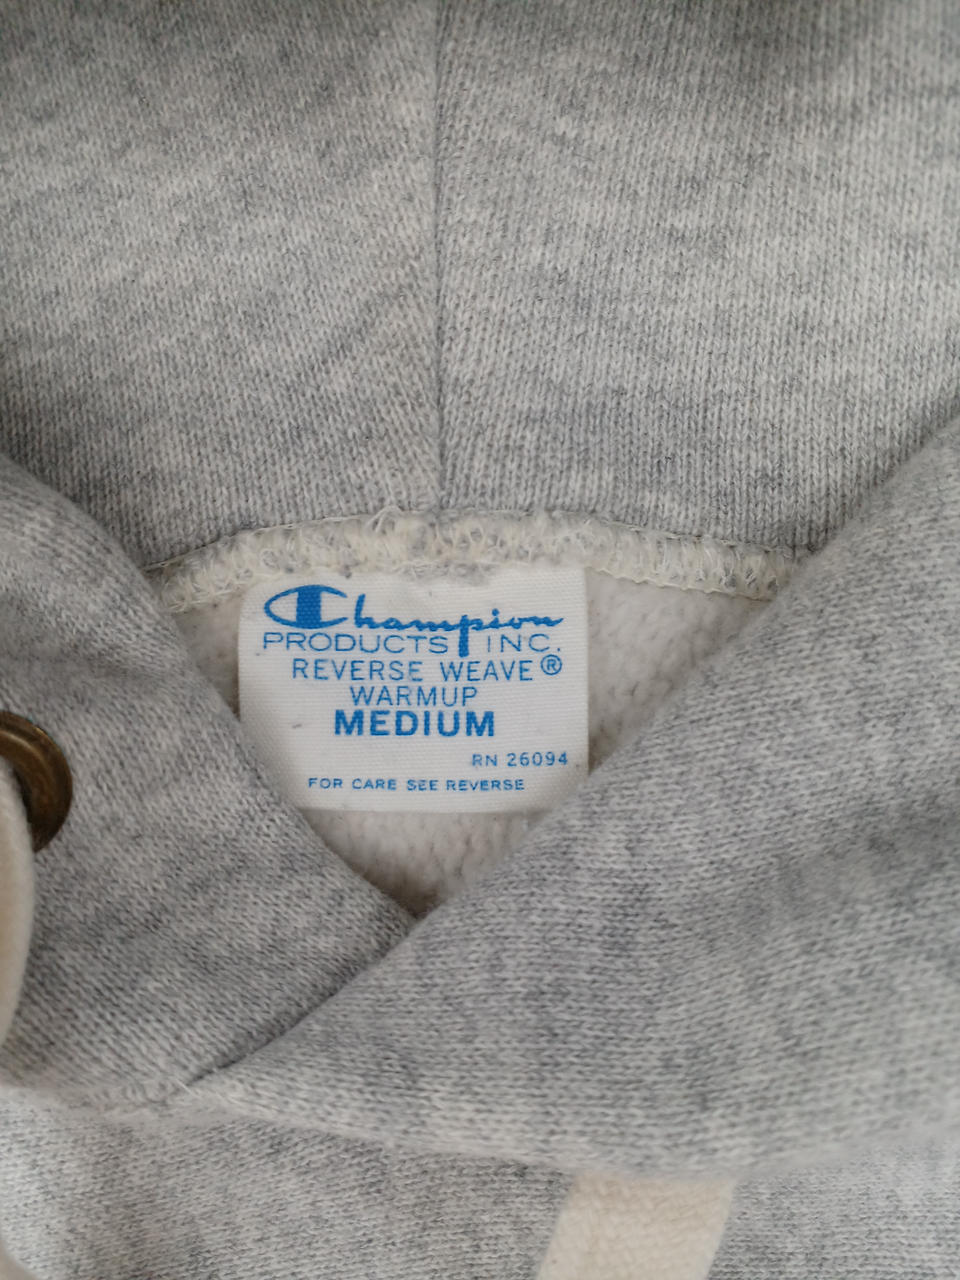 Champion
PRODUCTS INC.
REVERSE WEAVE®
WARMUP
MEDIUM
RN 26094
FOR CARE SEE REVERSE